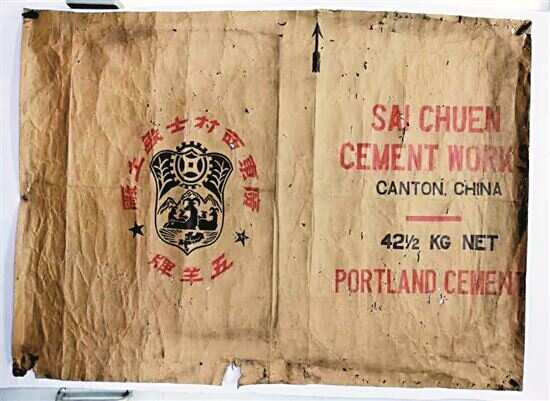 廣東西村士敏土廠
五羊牌
SAI CHUEN
CEMENT WORK
CANTON, CHINA
42½ KG NET
PORTLAND CEMENT